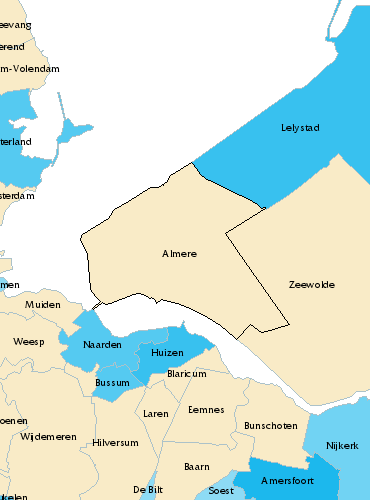 eevang
erend
m-Volendam
Lelystad
terland
sterdam
Almere
Zeewolde
men
Muiden
Weesp
Naarden
Huizen
Blaricum
Bussum
Laren
Eemnes
oenen
Wijdemeren
Hilversum
Bunschoten
Nijkerk
Baarn
Amersfoort
De Bilt
Soest
kelen